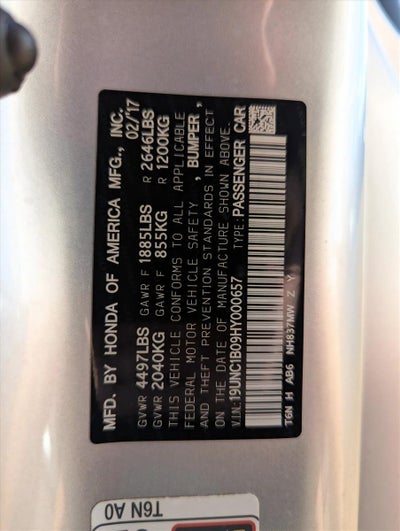 MFD. BY HONDA OF AMERICA MFG., INC. 02/'17
GVWR 4497LBS GAWR F 1885LBS R 2646LBS
GVWR 2040KG GAWR F 855KG R 1200KG
THIS VEHICLE CONFORMS TO ALL APPLICABLE
FEDERAL MOTOR VEHICLE SAFETY , BUMPER ,
AND THEFT PREVENTION STANDARDS IN EFFECT
ON THE DATE OF MANUFACTURE SHOWN ABOVE.
V.I.N.: 19UNC1B09HY000657 TYPE: PASSENGER CAR
T6N H AB6 NH837MW Z Y
T6N A0